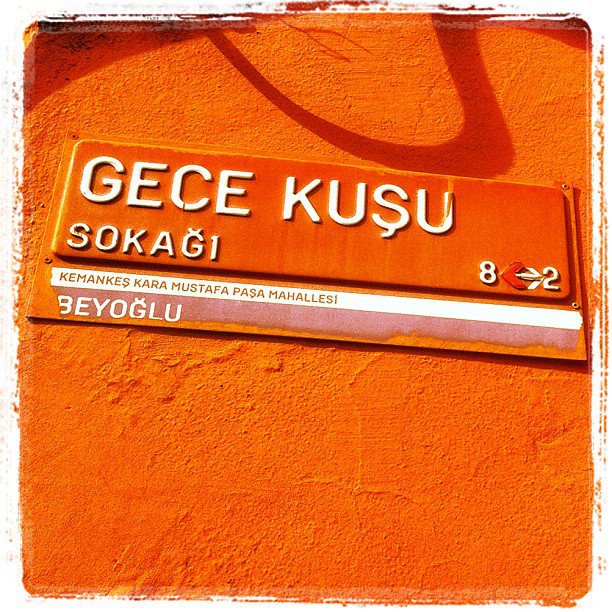 GECE KUŞU
SOKAĞI
8 2
KEMANKEŞ KARA MUSTAFA PAŞA MAHALLESİ
BEYOĞLU